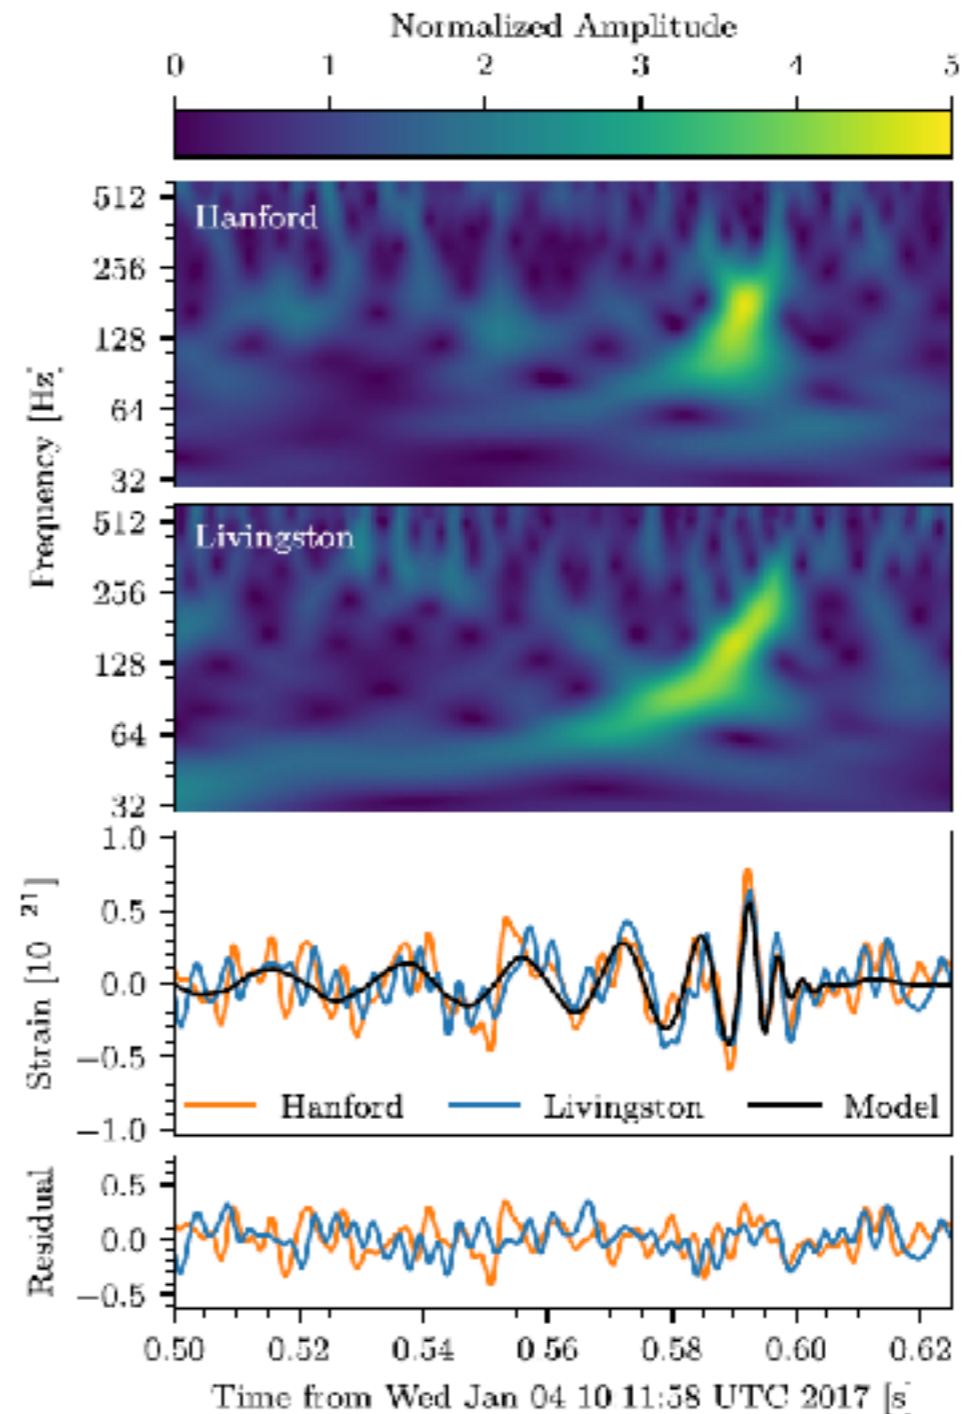 Normalized Amplitude
0 1 2 3 4 5
512
Hanford
256
128
64
32
Frequency [Hz]
512
Livingston
256
128
64
32
1.0
0.5
0.0
−0.5
−1.0
Strain [10 21]
Hanford Livingston Model
0.5
0.0
−0.5
Residual
0.50 0.52 0.54 0.56 0.58 0.60 0.62
Time from Wed Jan 04 10 11:58 UTC 2017 [s]